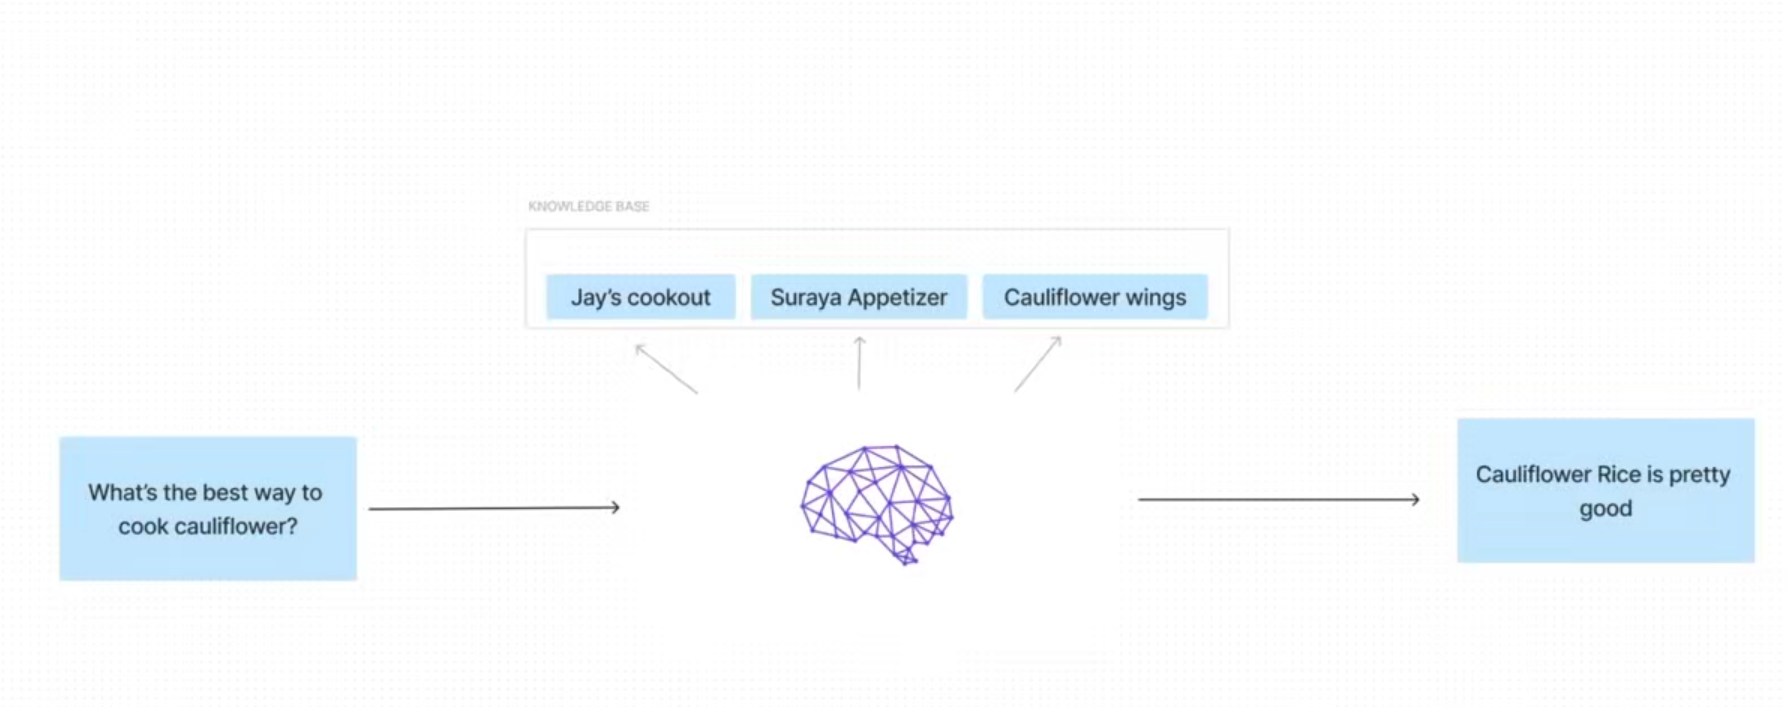 KNOWLEDGE BASE
Jay’s cookout
Suraya Appetizer
Cauliflower wings
What’s the best way to
cook cauliflower?
Cauliflower Rice is pretty
good